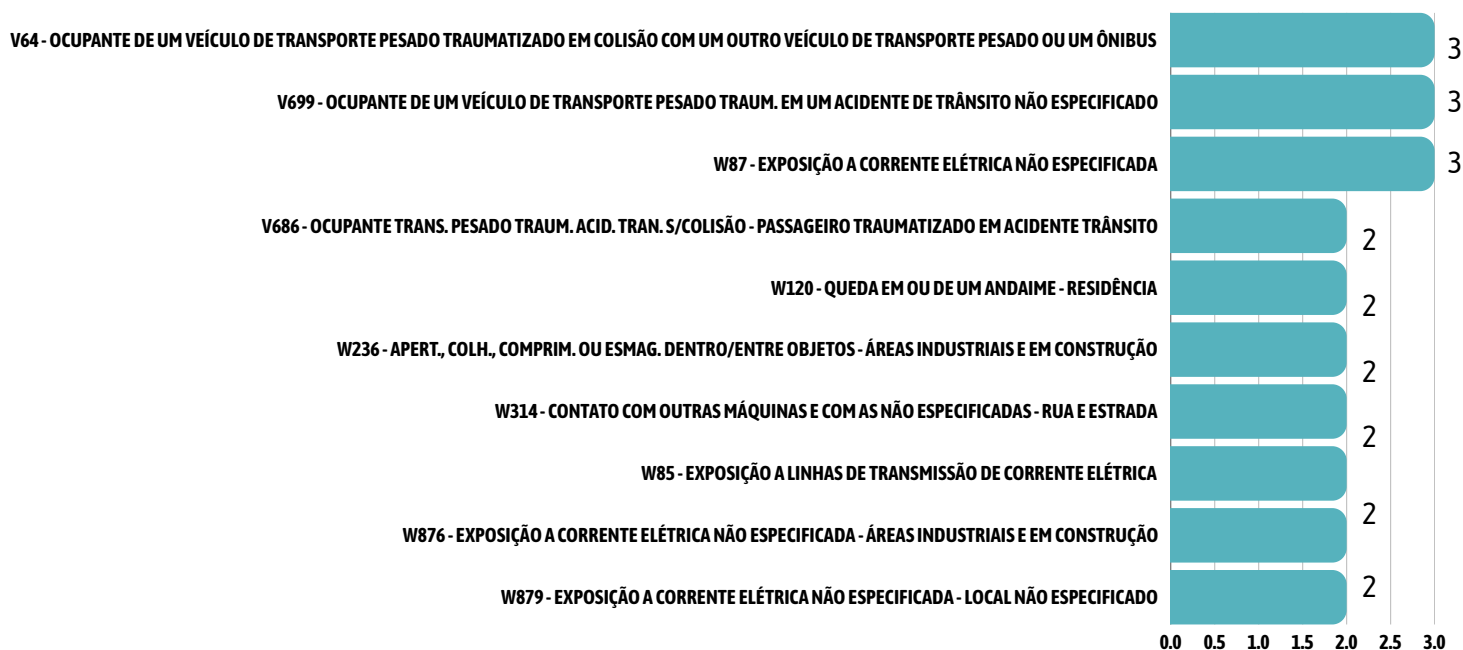 V64 - OCUPANTE DE UM VEÍCULO DE TRANSPORTE PESADO TRAUMATIZADO EM COLISÃO COM UM OUTRO VEÍCULO DE TRANSPORTE PESADO OU UM ÔNIBUS
3
V699 - OCUPANTE DE UM VEÍCULO DE TRANSPORTE PESADO TRAUM. EM UM ACIDENTE DE TRÂNSITO NÃO ESPECIFICADO
3
W87 - EXPOSIÇÃO A CORRENTE ELÉTRICA NÃO ESPECIFICADA
3
V686 - OCUPANTE TRANS. PESADO TRAUM. ACID. TRAN. S/COLISÃO - PASSAGEIRO TRAUMATIZADO EM ACIDENTE TRÂNSITO
2
W120 - QUEDA EM OU DE UM ANDAIME - RESIDÊNCIA
2
W236 - APERT., COLH., COMPRIM. OU ESMAG. DENTRO/ENTRE OBJETOS - ÁREAS INDUSTRIAIS E EM CONSTRUÇÃO
2
W314 - CONTATO COM OUTRAS MÁQUINAS E COM AS NÃO ESPECIFICADAS - RUA E ESTRADA
2
W85 - EXPOSIÇÃO A LINHAS DE TRANSMISSÃO DE CORRENTE ELÉTRICA
2
W876 - EXPOSIÇÃO A CORRENTE ELÉTRICA NÃO ESPECIFICADA - ÁREAS INDUSTRIAIS E EM CONSTRUÇÃO
2
W879 - EXPOSIÇÃO A CORRENTE ELÉTRICA NÃO ESPECIFICADA - LOCAL NÃO ESPECIFICADO
0.0 0.5 1.0 1.5 2.0 2.5 3.0